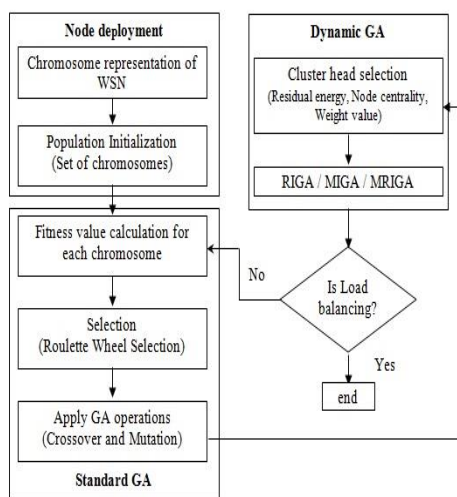 Node deployment
Chromosome representation of
WSN
Population Initialization
(Set of chromosomes)
Fitness value calculation for
each chromosome
Selection
(Roulette Wheel Selection)
Apply GA operations
(Crossover and Mutation)
Standard GA
Dynamic GA
Cluster head selection
(Residual energy, Node centrality,
Weight value)
RIGA / MIGA / MRIGA
No
Is Load
balancing?
Yes
end